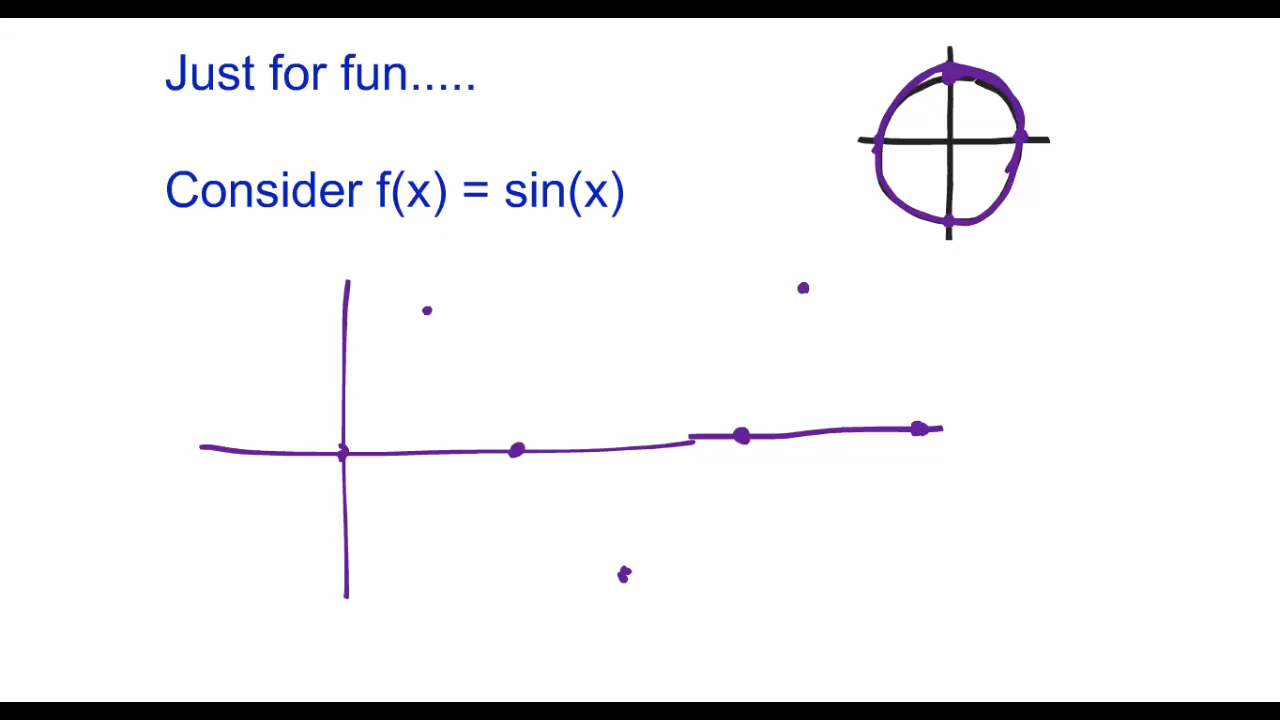 Just for fun.....
Consider f(x) = sin(x)